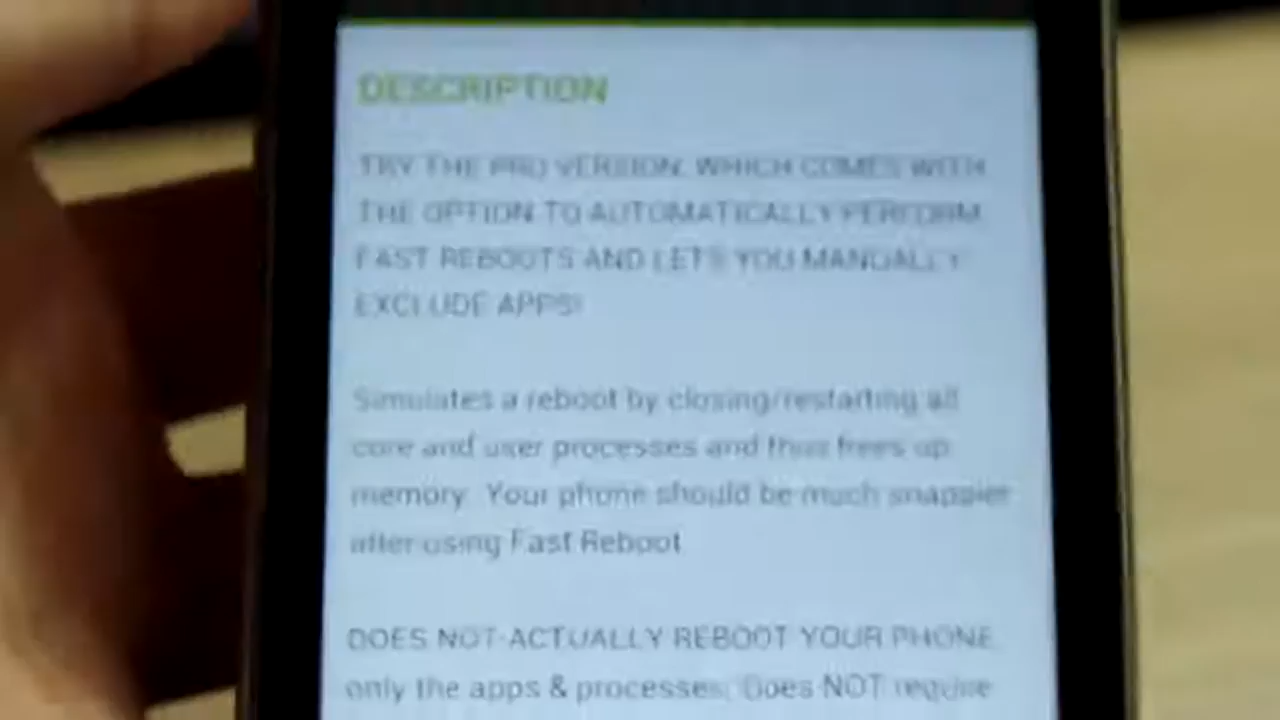 DESCRIPTION
TRY THE PRO VERSION, WHICH COMES WITH
THE OPTION TO AUTOMATICALLY PERFORM
FAST REBOOTS AND LETS YOU MANUALLY
EXCLUDE APPS!
Simulates a reboot by closing/restarting all
core and user processes and thus frees up
memory. Your phone should be much snappier
after using Fast Reboot.
DOES NOT ACTUALLY REBOOT YOUR PHONE,
only the apps & processes. Does NOT require